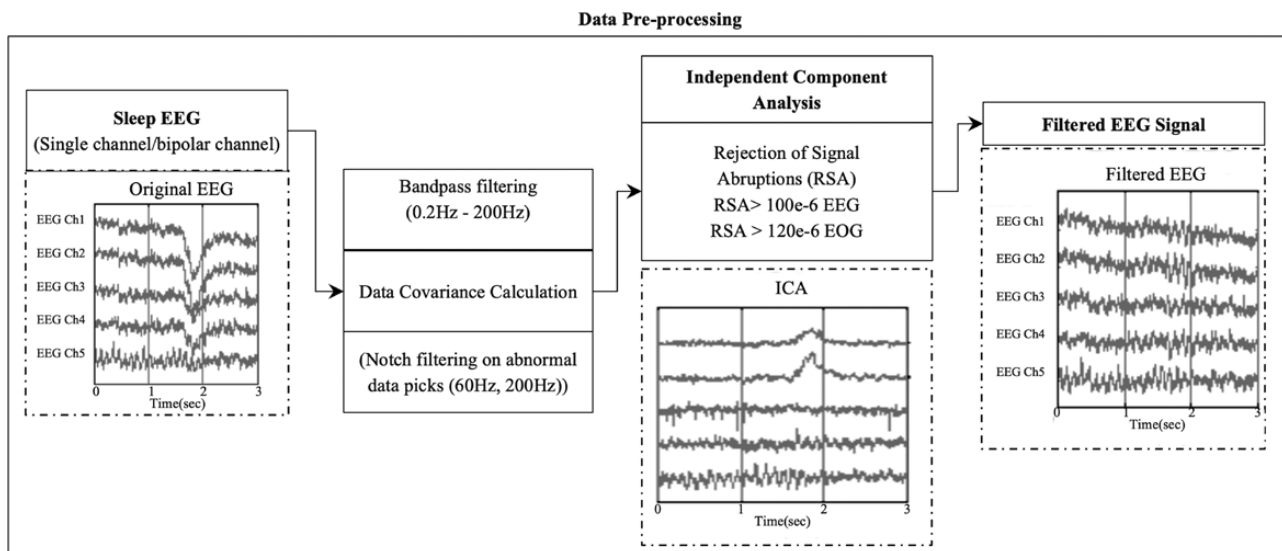 Data Pre-processing
Sleep EEG
(Single channel/bipolar channel)
Original EEG
EEG Ch1
EEG Ch2
EEG Ch3
EEG Ch4
EEG Ch5
0 1 2 3
Time(sec)
Bandpass filtering
(0.2Hz - 200Hz)
Data Covariance Calculation
(Notch filtering on abnormal
data picks (60Hz, 200Hz))
Independent Component
Analysis
Rejection of Signal
Abruptions (RSA)
RSA> 100e-6 EEG
RSA > 120e-6 EOG
ICA
0 1 2 3
Time(sec)
Filtered EEG Signal
Filtered EEG
EEG Ch1
EEG Ch2
EEG Ch3
EEG Ch4
EEG Ch5
0 1 2 3
Time(sec)